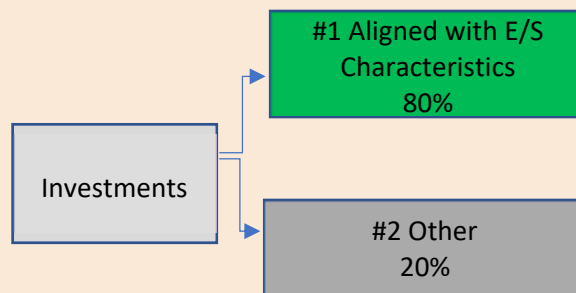 #1 Aligned with E/S
Characteristics
80%
Investments
#2 Other
20%